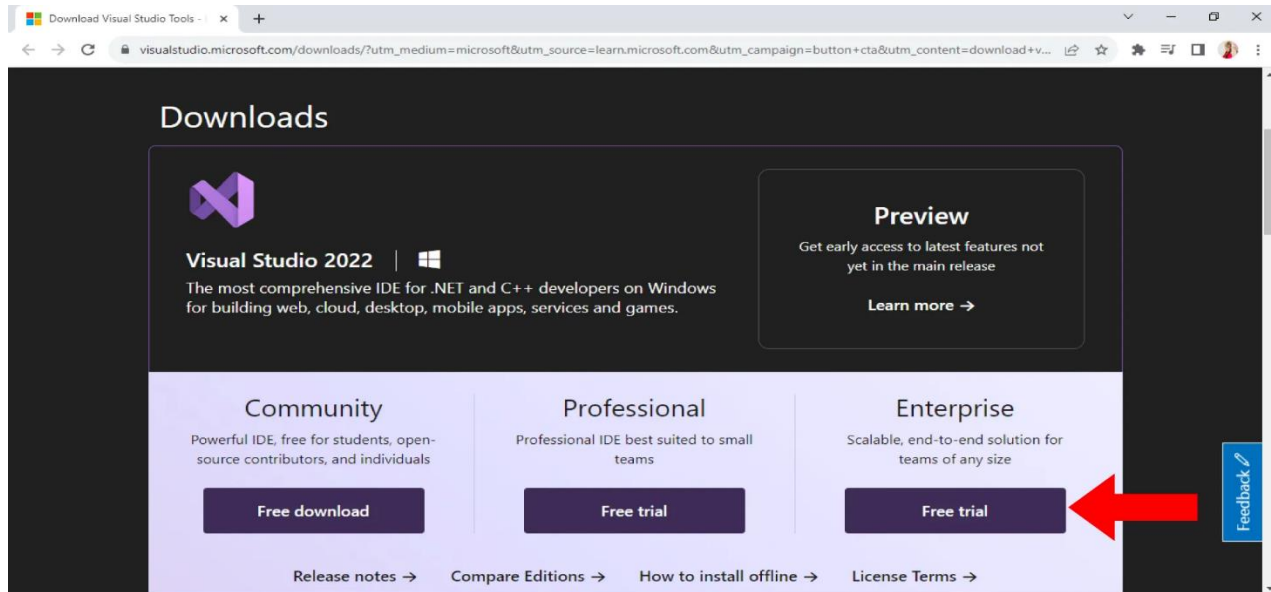 Download Visual Studio Tools -
visualstudio.microsoft.com/downloads/?utm_medium=microsoft&utm_source=learn.microsoft.com&utm_campaign=button+cta&utm_content=download+v...
Downloads
Visual Studio 2022
The most comprehensive IDE for .NET and C++ developers on Windows
for building web, cloud, desktop, mobile apps, services and games.
Preview
Get early access to latest features not
yet in the main release
Learn more →
Community
Powerful IDE, free for students, open-
source contributors, and individuals
Free download
Professional
Professional IDE best suited to small
teams
Free trial
Enterprise
Scalable, end-to-end solution for
teams of any size
Free trial
Feedback
Release notes → Compare Editions → How to install offline → License Terms →